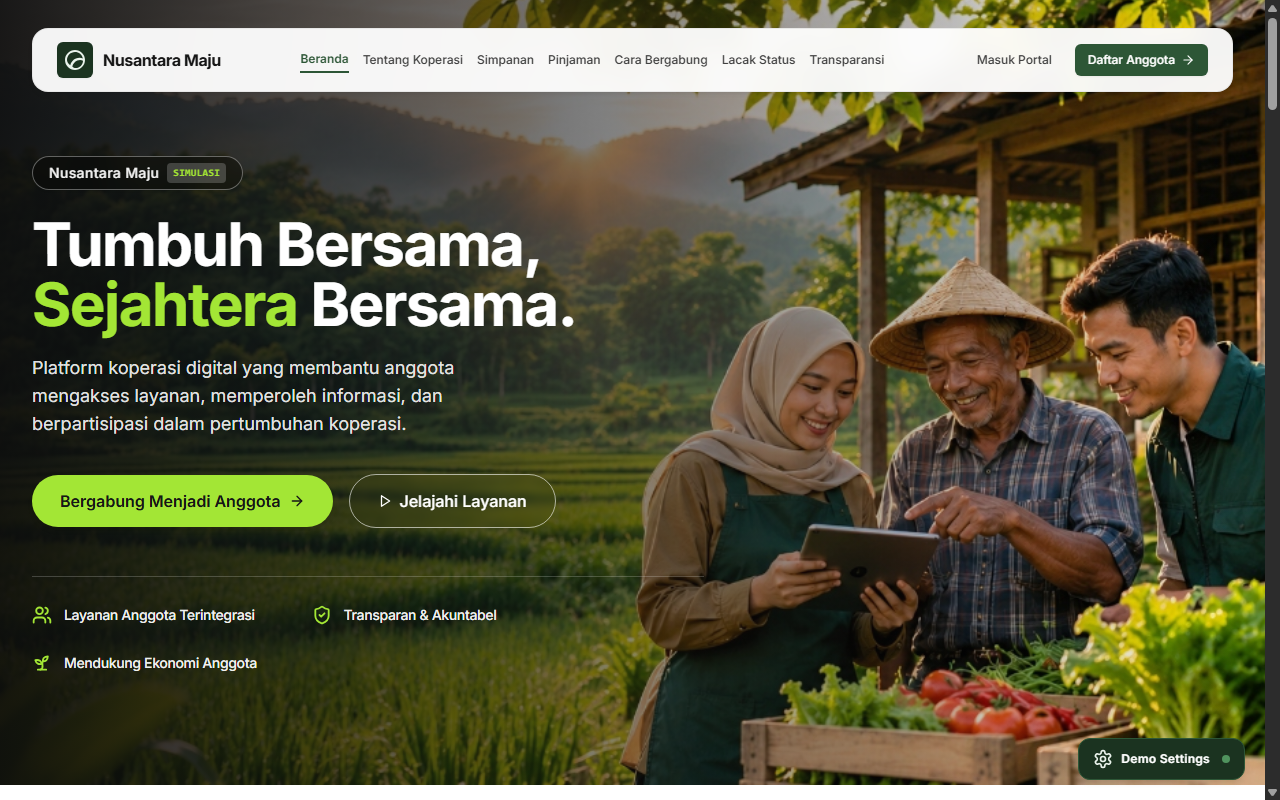 Nusantara Maju
Beranda
Tentang Koperasi
Simpanan
Pinjaman
Cara Bergabung
Lacak Status
Transparansi
Masuk Portal
Daftar Anggota
Nusantara Maju SIMULASI
Tumbuh Bersama,
Sejahtera Bersama.
Platform koperasi digital yang membantu anggota
mengakses layanan, memperoleh informasi, dan
berpartisipasi dalam pertumbuhan koperasi.
Bergabung Menjadi Anggota
Jelajahi Layanan
Layanan Anggota Terintegrasi
Transparan & Akuntabel
Mendukung Ekonomi Anggota
Demo Settings